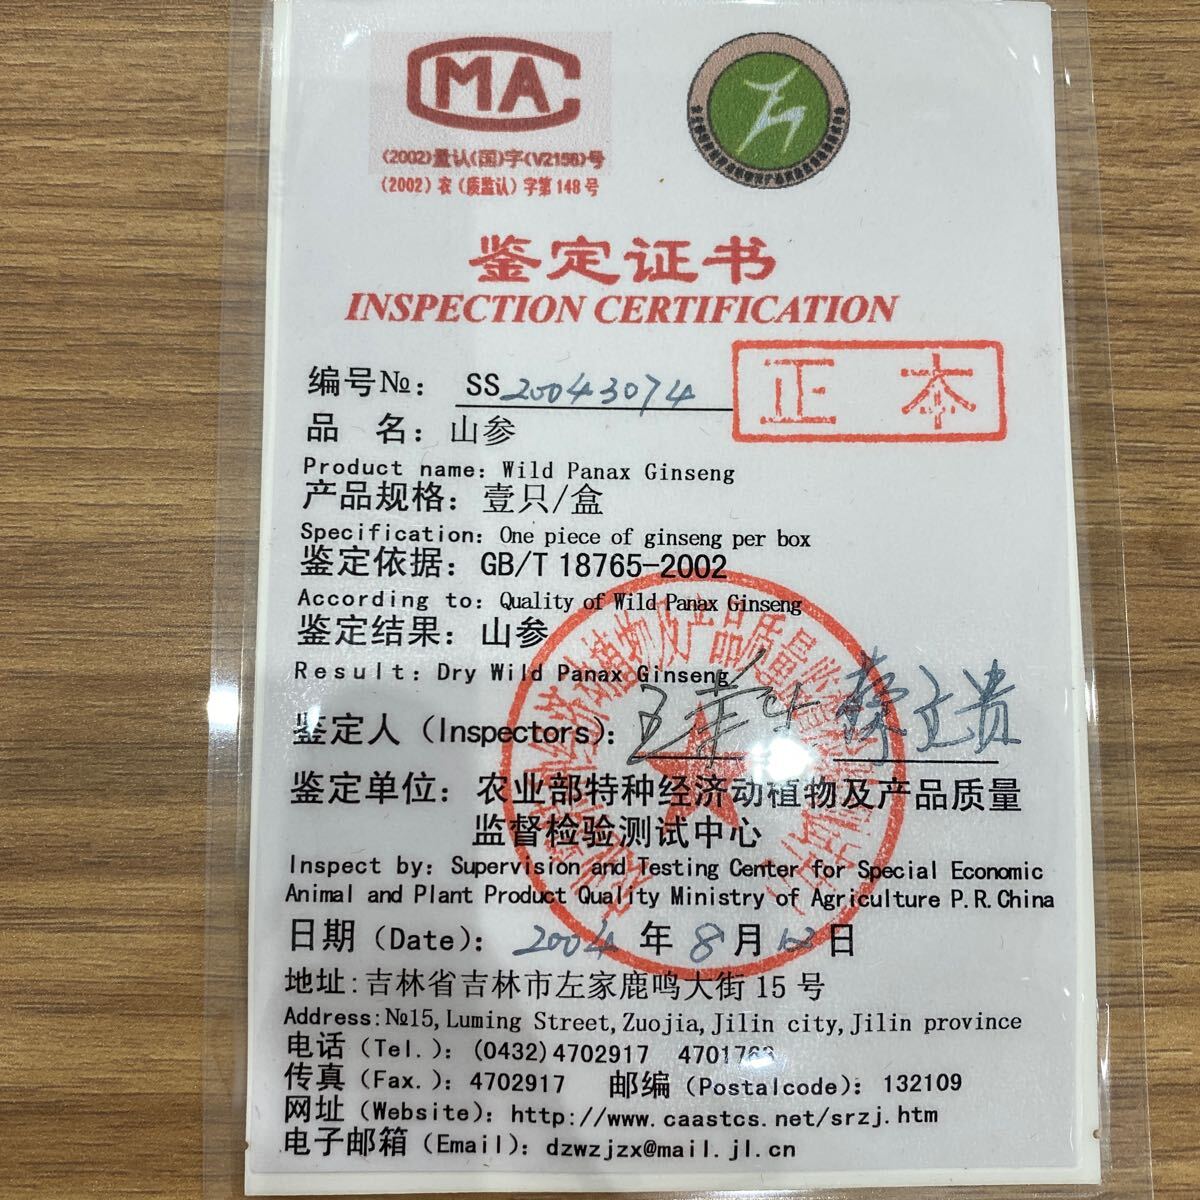 CMA
(2002)量认(国)字(V2156)号
(2002)农(质监认)字第148号
鉴定证书
INSPECTION CERTIFICATION
正本
编号№: SS20043074
品 名: 山参
Product name: Wild Panax Ginseng
产品规格: 壹只/盒
Specification: One piece of ginseng per box
鉴定依据: GB/T 18765-2002
According to: Quality of Wild Panax Ginseng
鉴定结果: 山参
Result: Dry Wild Panax Ginseng
鉴定人 (Inspectors):
鉴定单位: 农业部特种经济动植物及产品质量
监督检验测试中心
Inspect by: Supervision and Testing Center for Special Economic
Animal and Plant Product Quality Ministry of Agriculture P.R.China
日期 (Date): 2004 年 8 月 12 日
地址:吉林省吉林市左家鹿鸣大街 15 号
Address:№15,Luming Street,Zuojia,Jilin city,Jilin province
电话 (Tel.): (0432)4702917 4701763
传真 (Fax.): 4702917 邮编 (Postalcode): 132109
网址 (Website): http://www.caastcs.net/srzj.htm
电子邮箱 (Email): dzwzjzx@mail.jl.cn